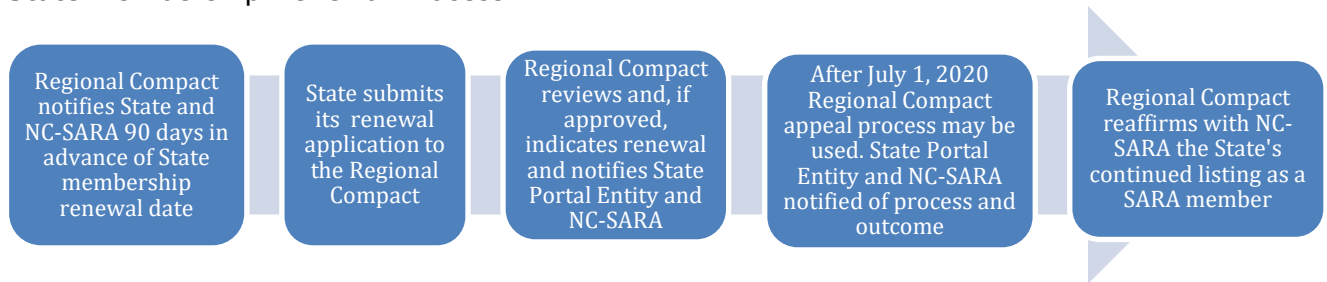 Regional Compact
notifies State and
NC-SARA 90 days in
advance of State
membership
renewal date
State submits
its renewal
application to
the Regional
Compact
Regional Compact
reviews and, if
approved,
indicates renewal
and notifies State
Portal Entity and
NC-SARA
After July 1, 2020
Regional Compact
appeal process may be
used. State Portal
Entity and NC-SARA
notified of process and
outcome
Regional Compact
reaffirms with NC-
SARA the State's
continued listing as a
SARA member